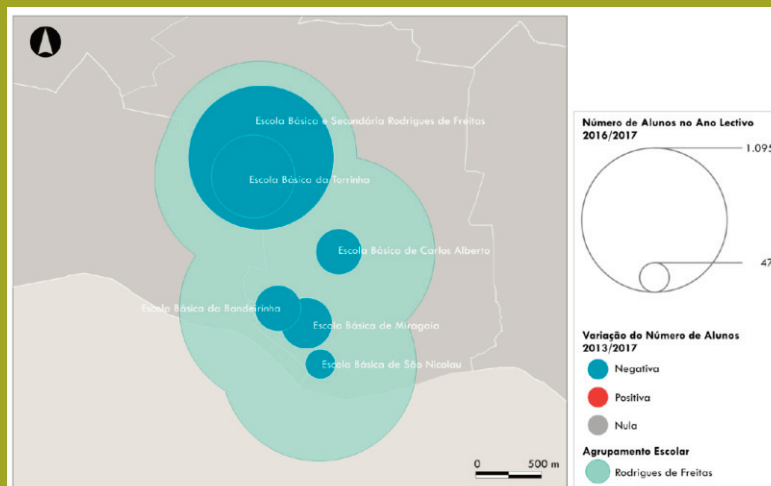 Escola Básica e Secundária Rodrigues de Freitas
Escola Básica da Torrinha
Escola Básica de Carlos Alberto
Escola Básica da Bandeirinha
Escola Básica de Miragaia
Escola Básica de São Nicolau
0 500 m
Número de Alunos no Ano Lectivo
2016/2017
1.095
47
Variação do Número de Alunos
2013/2017
Negativa
Positiva
Nula
Agrupamento Escolar
Rodrigues de Freitas